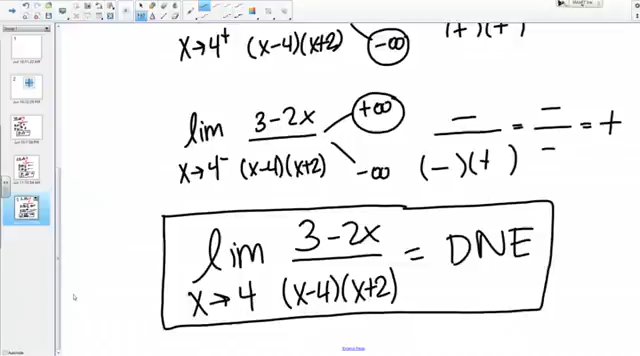 x→4⁺ (x-4)(x+2) -∞ (+)(+)
lim 3-2x +∞ - = - = +
x→4⁻ (x-4)(x+2) -∞ (-)(+) -
lim 3-2x = DNE
x→4 (x-4)(x+2)